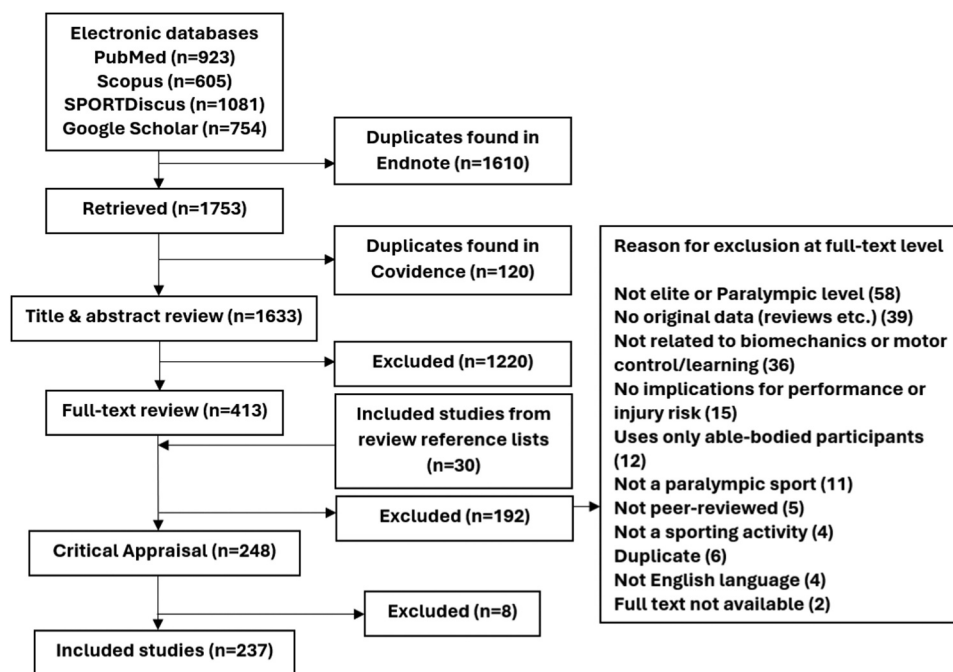 Electronic databases
PubMed (n=923)
Scopus (n=605)
SPORTDiscus (n=1081)
Google Scholar (n=754)
Duplicates found in
Endnote (n=1610)
Retrieved (n=1753)
Duplicates found in
Covidence (n=120)
Title & abstract review (n=1633)
Excluded (n=1220)
Full-text review (n=413)
Included studies from
review reference lists
(n=30)
Excluded (n=192)
Reason for exclusion at full-text level
Not elite or Paralympic level (58)
No original data (reviews etc.) (39)
Not related to biomechanics or motor
control/learning (36)
No implications for performance or
injury risk (15)
Uses only able-bodied participants
(12)
Not a paralympic sport (11)
Not peer-reviewed (5)
Not a sporting activity (4)
Duplicate (6)
Not English language (4)
Full text not available (2)
Critical Appraisal (n=248)
Excluded (n=8)
Included studies (n=237)